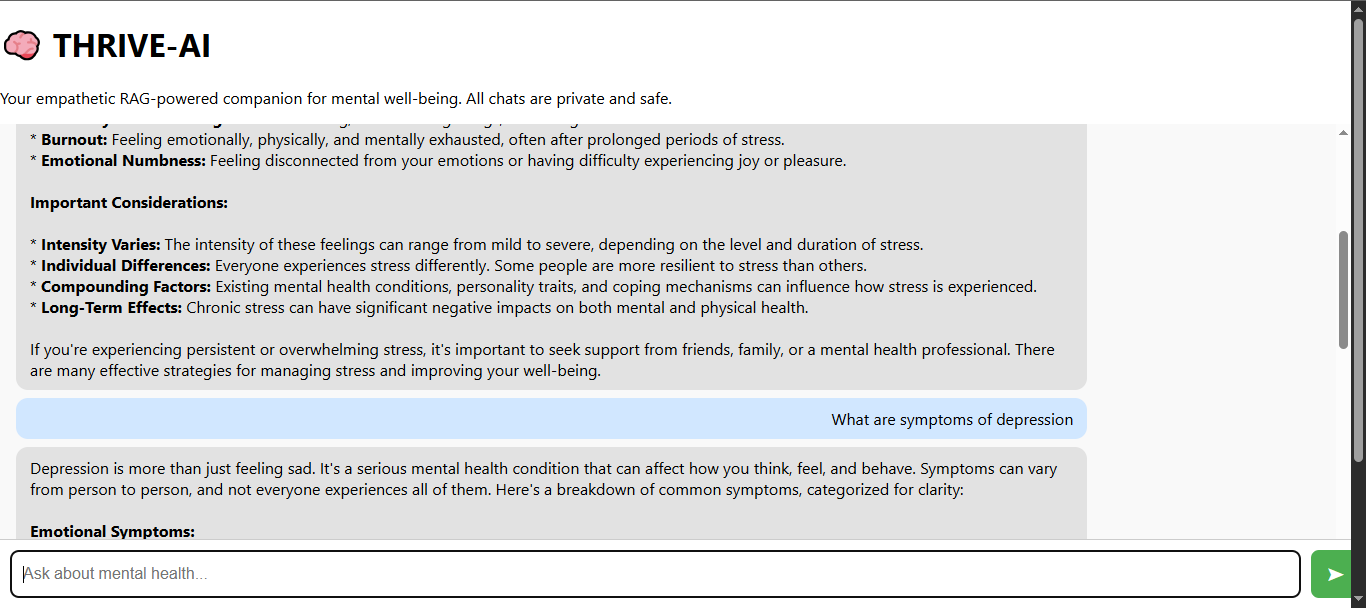 THRIVE-AI
Your empathetic RAG-powered companion for mental well-being. All chats are private and safe.
* Burnout: Feeling emotionally, physically, and mentally exhausted, often after prolonged periods of stress.
* Emotional Numbness: Feeling disconnected from your emotions or having difficulty experiencing joy or pleasure.
Important Considerations:
* Intensity Varies: The intensity of these feelings can range from mild to severe, depending on the level and duration of stress.
* Individual Differences: Everyone experiences stress differently. Some people are more resilient to stress than others.
* Compounding Factors: Existing mental health conditions, personality traits, and coping mechanisms can influence how stress is experienced.
* Long-Term Effects: Chronic stress can have significant negative impacts on both mental and physical health.
If you're experiencing persistent or overwhelming stress, it's important to seek support from friends, family, or a mental health professional. There
are many effective strategies for managing stress and improving your well-being.
What are symptoms of depression
Depression is more than just feeling sad. It's a serious mental health condition that can affect how you think, feel, and behave. Symptoms can vary
from person to person, and not everyone experiences all of them. Here's a breakdown of common symptoms, categorized for clarity:
Emotional Symptoms:
Ask about mental health...